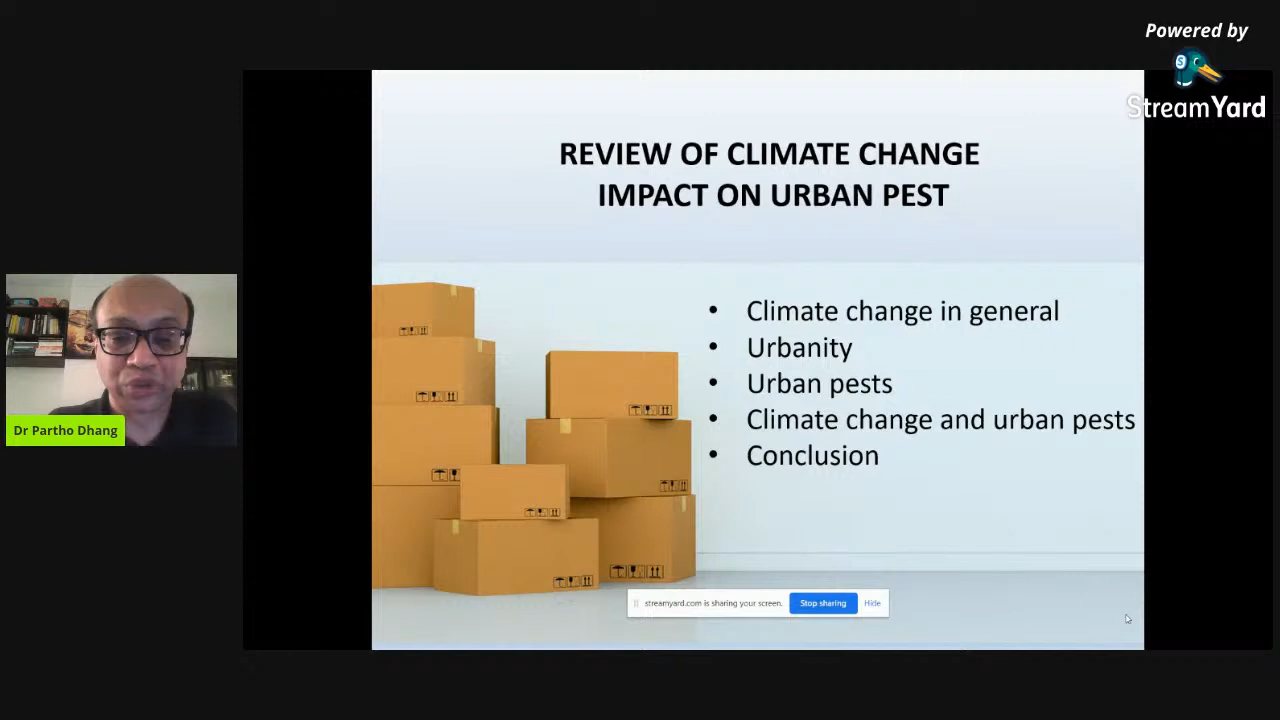 Powered by
StreamYard
REVIEW OF CLIMATE CHANGE
IMPACT ON URBAN PEST
• Climate change in general
• Urbanity
• Urban pests
• Climate change and urban pests
• Conclusion
Dr Partho Dhang
streamyard.com is sharing your screen. Stop sharing Hide